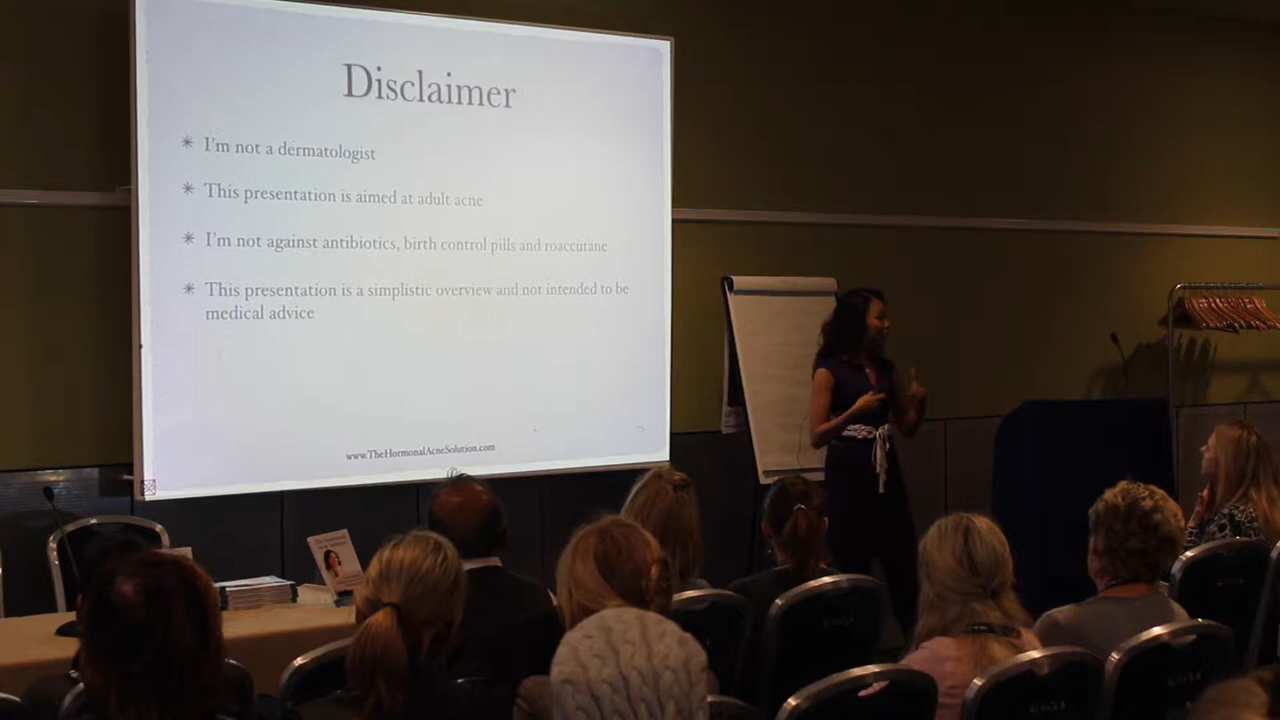 Disclaimer
I'm not a dermatologist
This presentation is aimed at adult acne
I'm not against antibiotics, birth control pills and roaccutane
This presentation is a simplistic overview and not intended to be
medical advice
www.TheHormonalAcneSolution.com